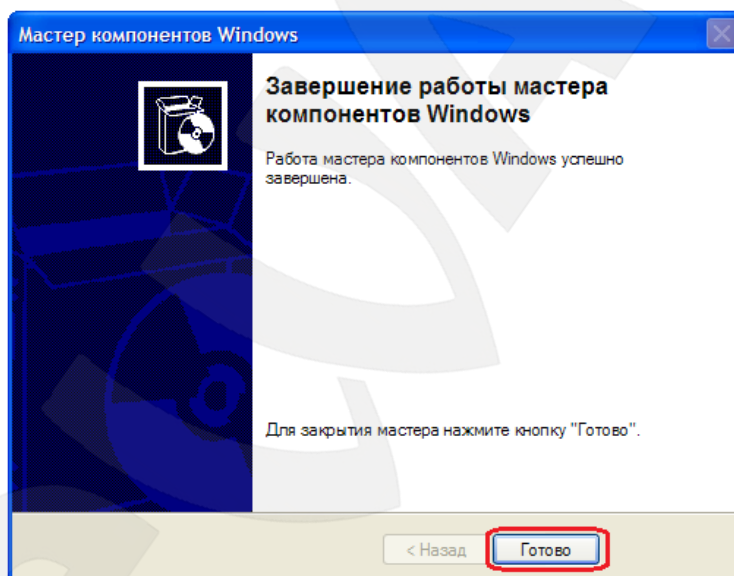 Мастер компонентов Windows
Завершение работы мастера
компонентов Windows
Работа мастера компонентов Windows успешно
завершена.
Для закрытия мастера нажмите кнопку "Готово".
< Назад
Готово